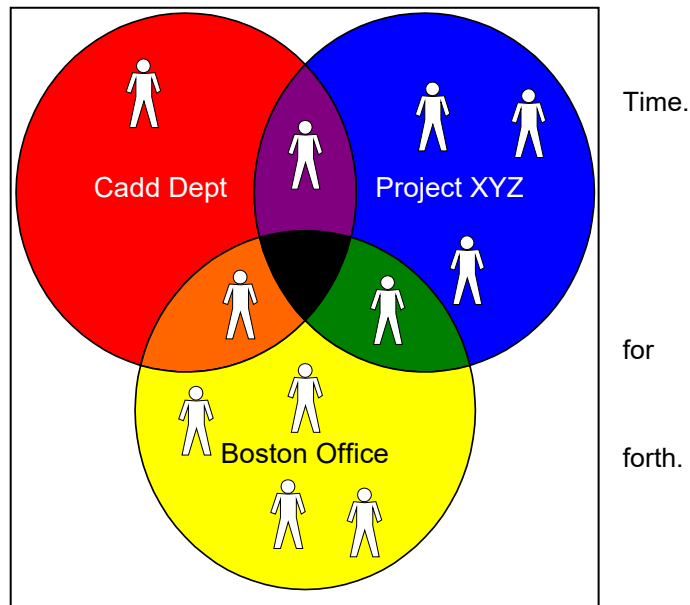 Time.
Cadd Dept
Project XYZ
for
Boston Office
forth.